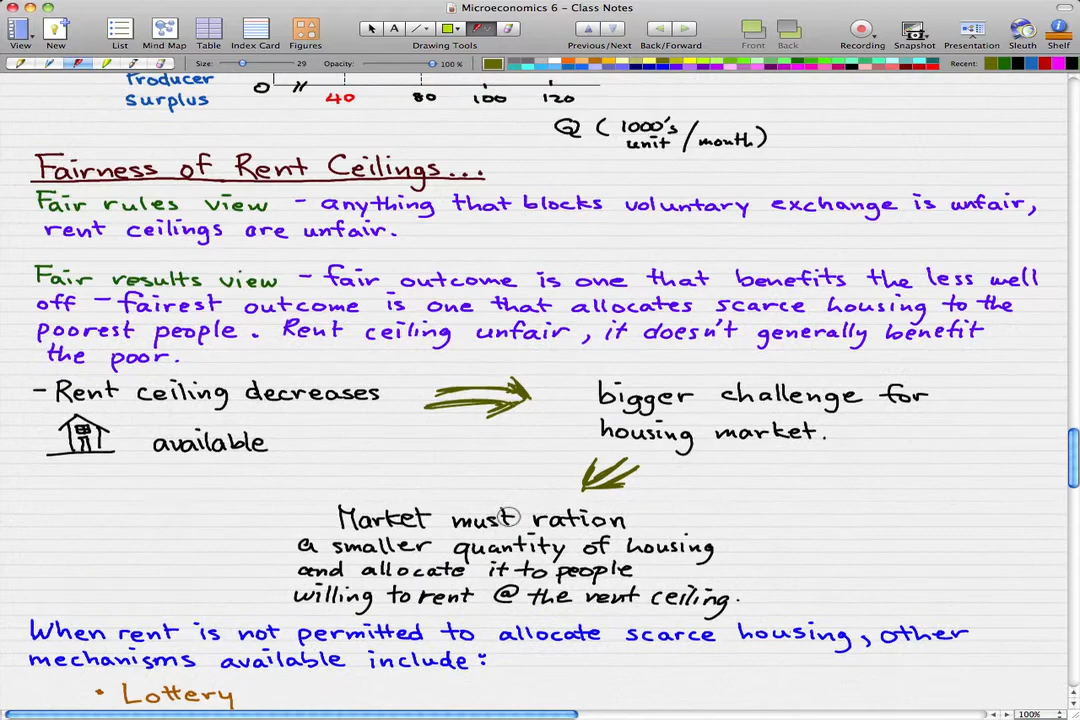 Microeconomics 6 - Class Notes
View New List Mind Map Table Index Card Figures Drawing Tools Previous/Next Back/Forward Front Back Recording Snapshot Presentation Sleuth Shelf
Size: 29 Opacity: 100 % Recent:
Producer
Surplus
0 40 80 100 120
Q (1000's unit / month)
Fairness of Rent Ceilings...
Fair rules view - anything that blocks voluntary exchange is unfair,
rent ceilings are unfair.
Fair results view - fair outcome is one that benefits the less well
off - fairest outcome is one that allocates scarce housing to the
poorest people. Rent ceiling unfair, it doesn't generally benefit
the poor.
- Rent ceiling decreases
available
bigger challenge for
housing market.
Market must ration
a smaller quantity of housing
and allocate it to people
willing to rent @ the rent ceiling.
When rent is not permitted to allocate scarce housing, other
mechanisms available include:
• Lottery
100%